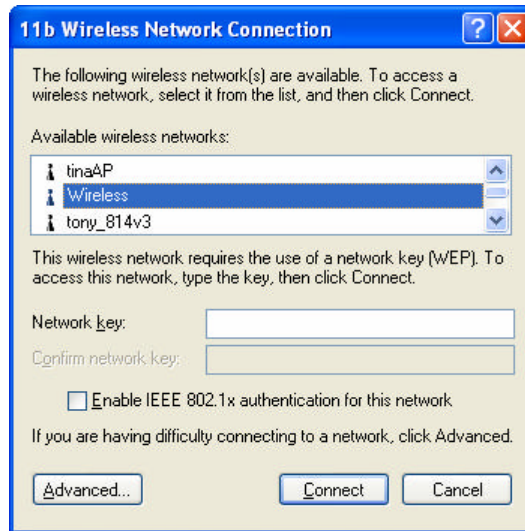 11b Wireless Network Connection
The following wireless network(s) are available. To access a
wireless network, select it from the list, and then click Connect.
Available wireless networks:
tinaAP
Wireless
tony_814v3
This wireless network requires the use of a network key (WEP). To
access this network, type the key, then click Connect.
Network key:
Confirm network key:
Enable IEEE 802.1x authentication for this network
If you are having difficulty connecting to a network, click Advanced.
Advanced... Connect Cancel